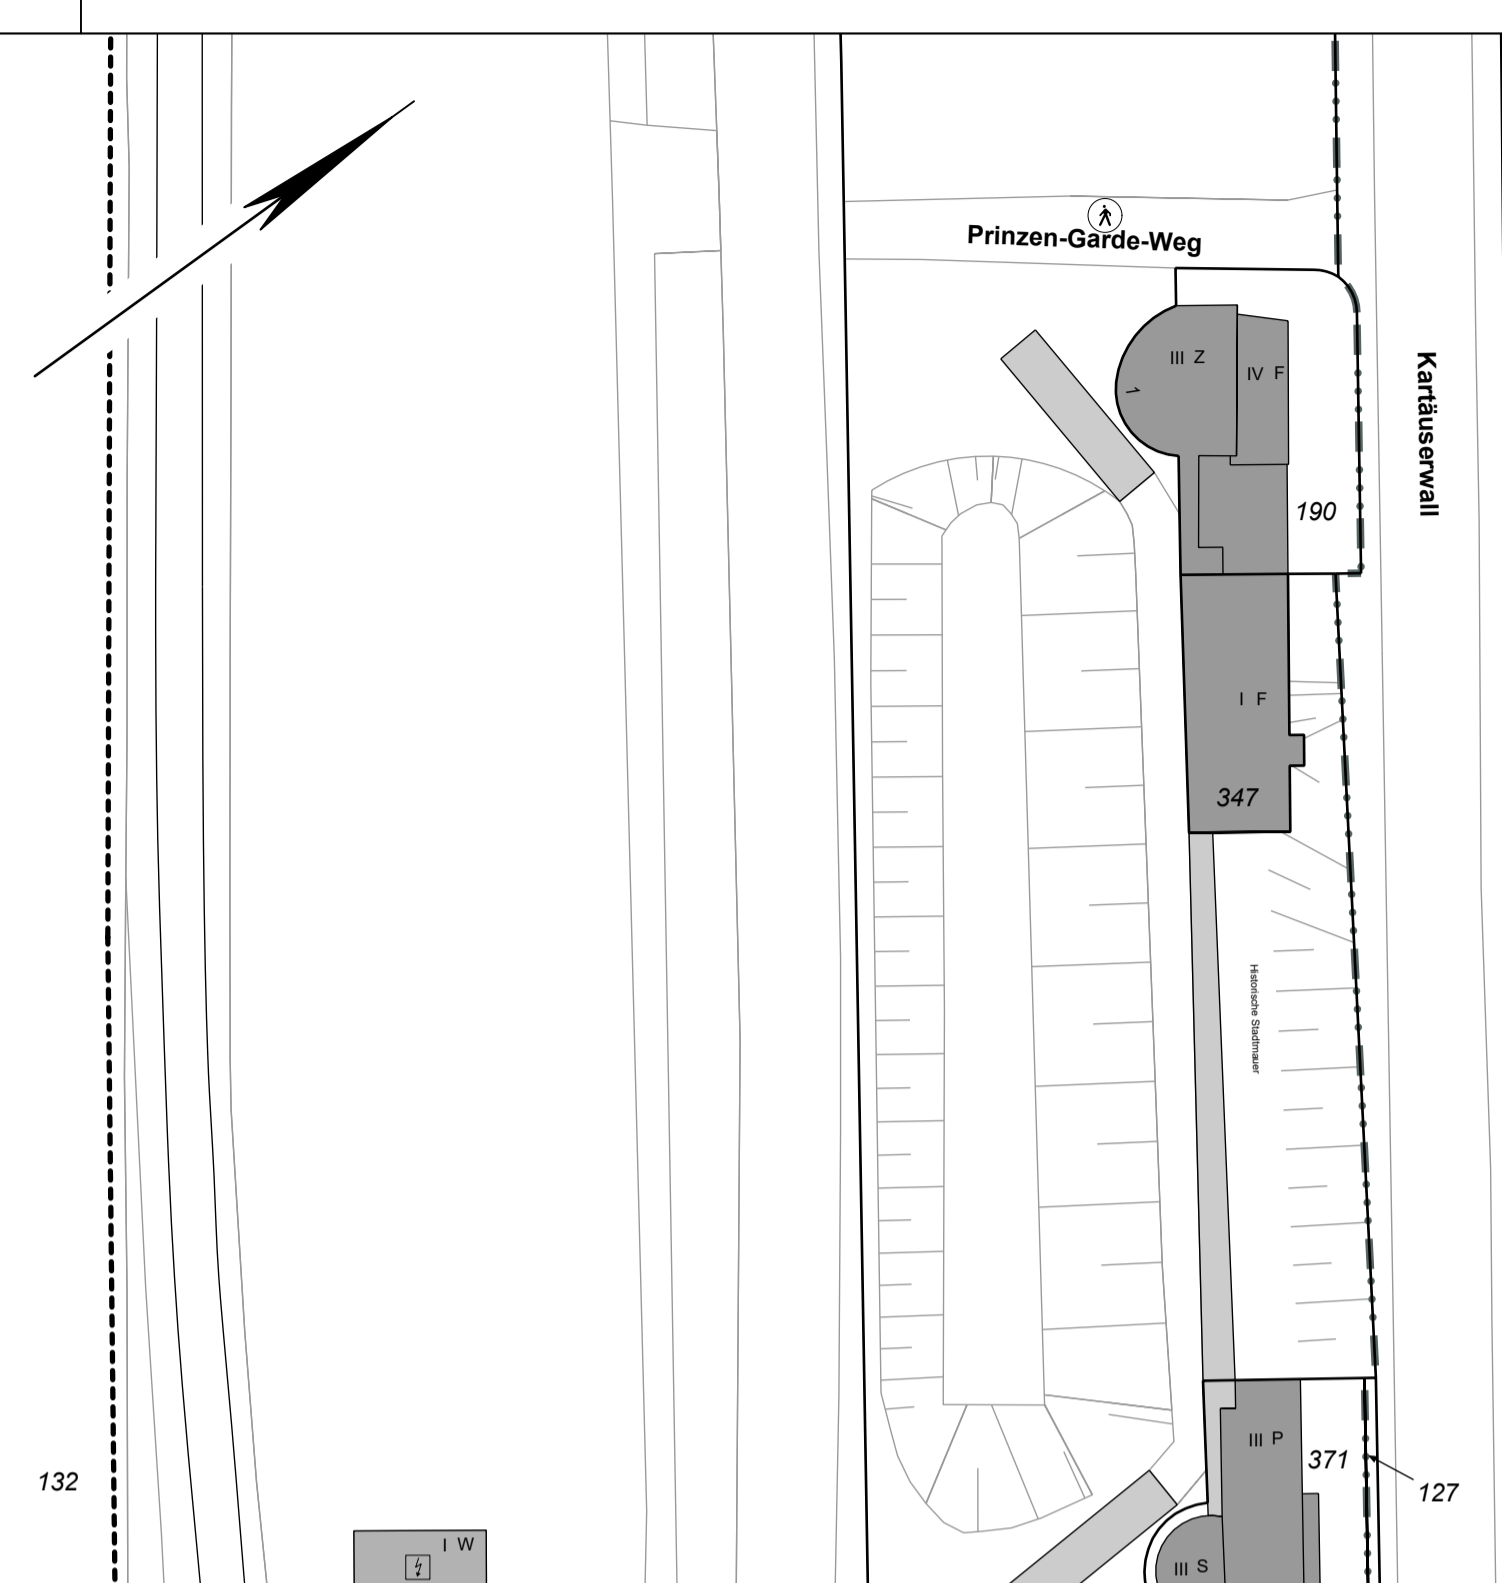 Prinzen-Garde-Weg
III Z
IV F
1
Kartäuserwall
190
I F
347
Historische Stadtmauer
III P
371
132
127
I W
III S